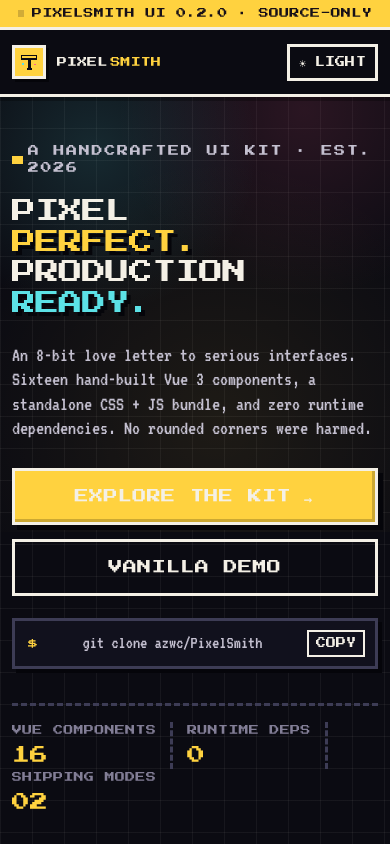 PIXELSMITH UI 0.2.0 · SOURCE-ONLY
PIXELSMITH
☀ LIGHT
A HANDCRAFTED UI KIT · EST.
2026
PIXEL
PERFECT.
PRODUCTION
READY.
An 8-bit love letter to serious interfaces.
Sixteen hand-built Vue 3 components, a
standalone CSS + JS bundle, and zero runtime
dependencies. No rounded corners were harmed.
EXPLORE THE KIT …
VANILLA DEMO
$ git clone azwc/PixelSmith COPY
VUE COMPONENTS RUNTIME DEPS
16 0
SHIPPING MODES
02